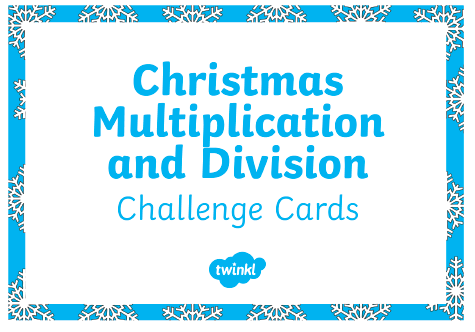 Christmas
Multiplication
and Division
Challenge Cards
twinkl